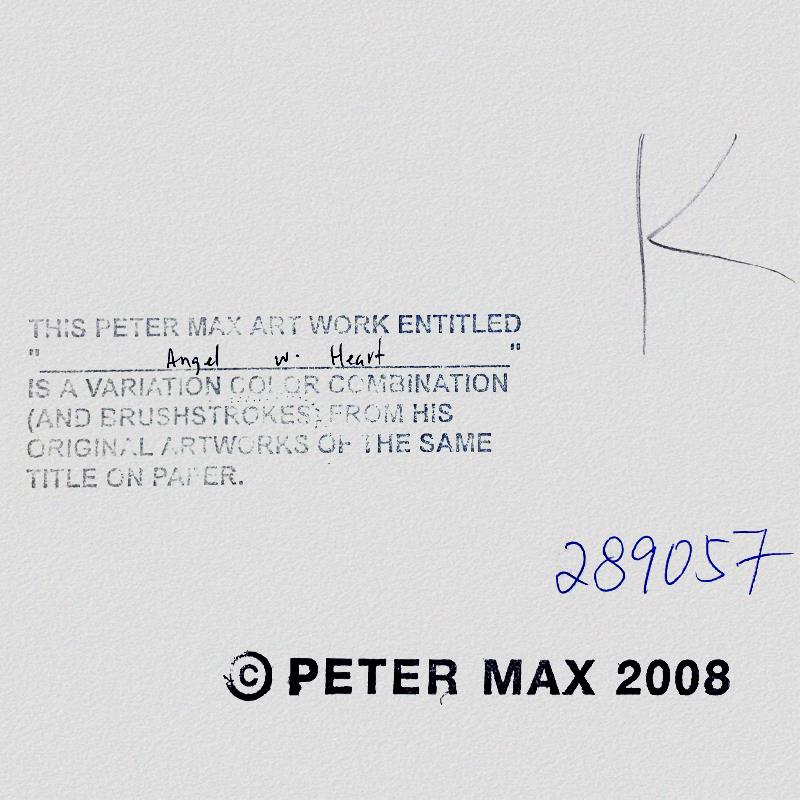 K
THIS PETER MAX ART WORK ENTITLED
" Angel w. Heart "
IS A VARIATION COLOR COMBINATION
(AND BRUSHSTROKES) FROM HIS
ORIGINAL ARTWORKS OF THE SAME
TITLE ON PAPER.
289057
© PETER MAX 2008